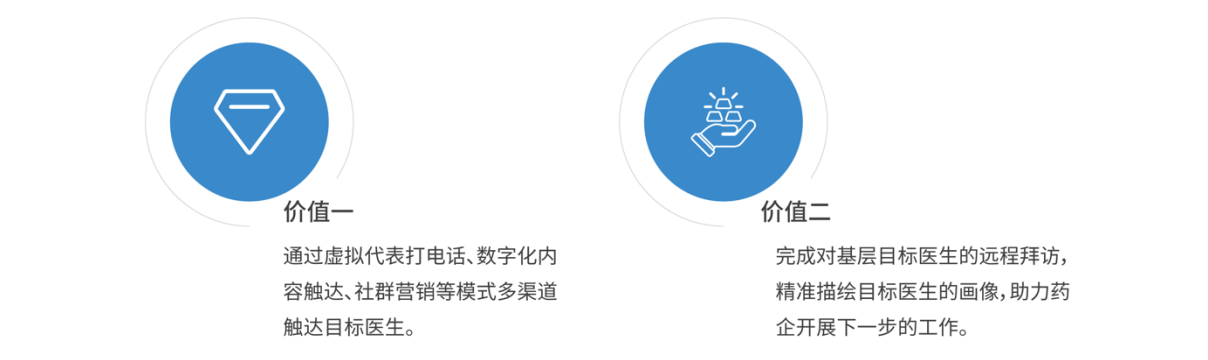 价值一
通过虚拟代表打电话、数字化内
容触达、社群营销等模式多渠道
触达目标医生。
价值二
完成对基层目标医生的远程拜访，
精准描绘目标医生的画像，助力药
企开展下一步的工作。